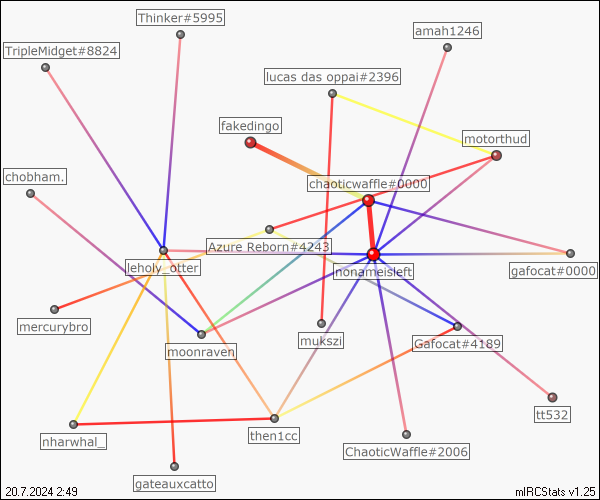 Thinker#5995
amah1246
TripleMidget#8824
lucas das oppai#2396
fakedingo
motorthud
chobham.
chaoticwaffle#0000
Azure Reborn#4243
leholy_otter
nonameisleft
gafocat#0000
mercurybro
moonraven
mukszi
Gafocat#4189
tt532
nharwhal_
then1cc
ChaoticWaffle#2006
gateauxcatto
20.7.2024 2:49
mIRCStats v1.25